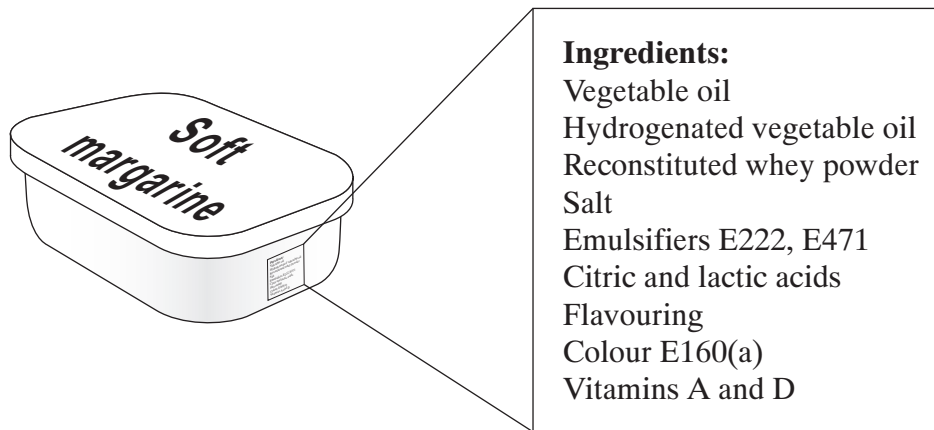 Soft
margarine
Ingredients:
Vegetable oil
Hydrogenated vegetable oil
Reconstituted whey powder
Salt
Emulsifiers E222, E471
Citric and lactic acids
Flavouring
Colour E160(a)
Vitamins A and D